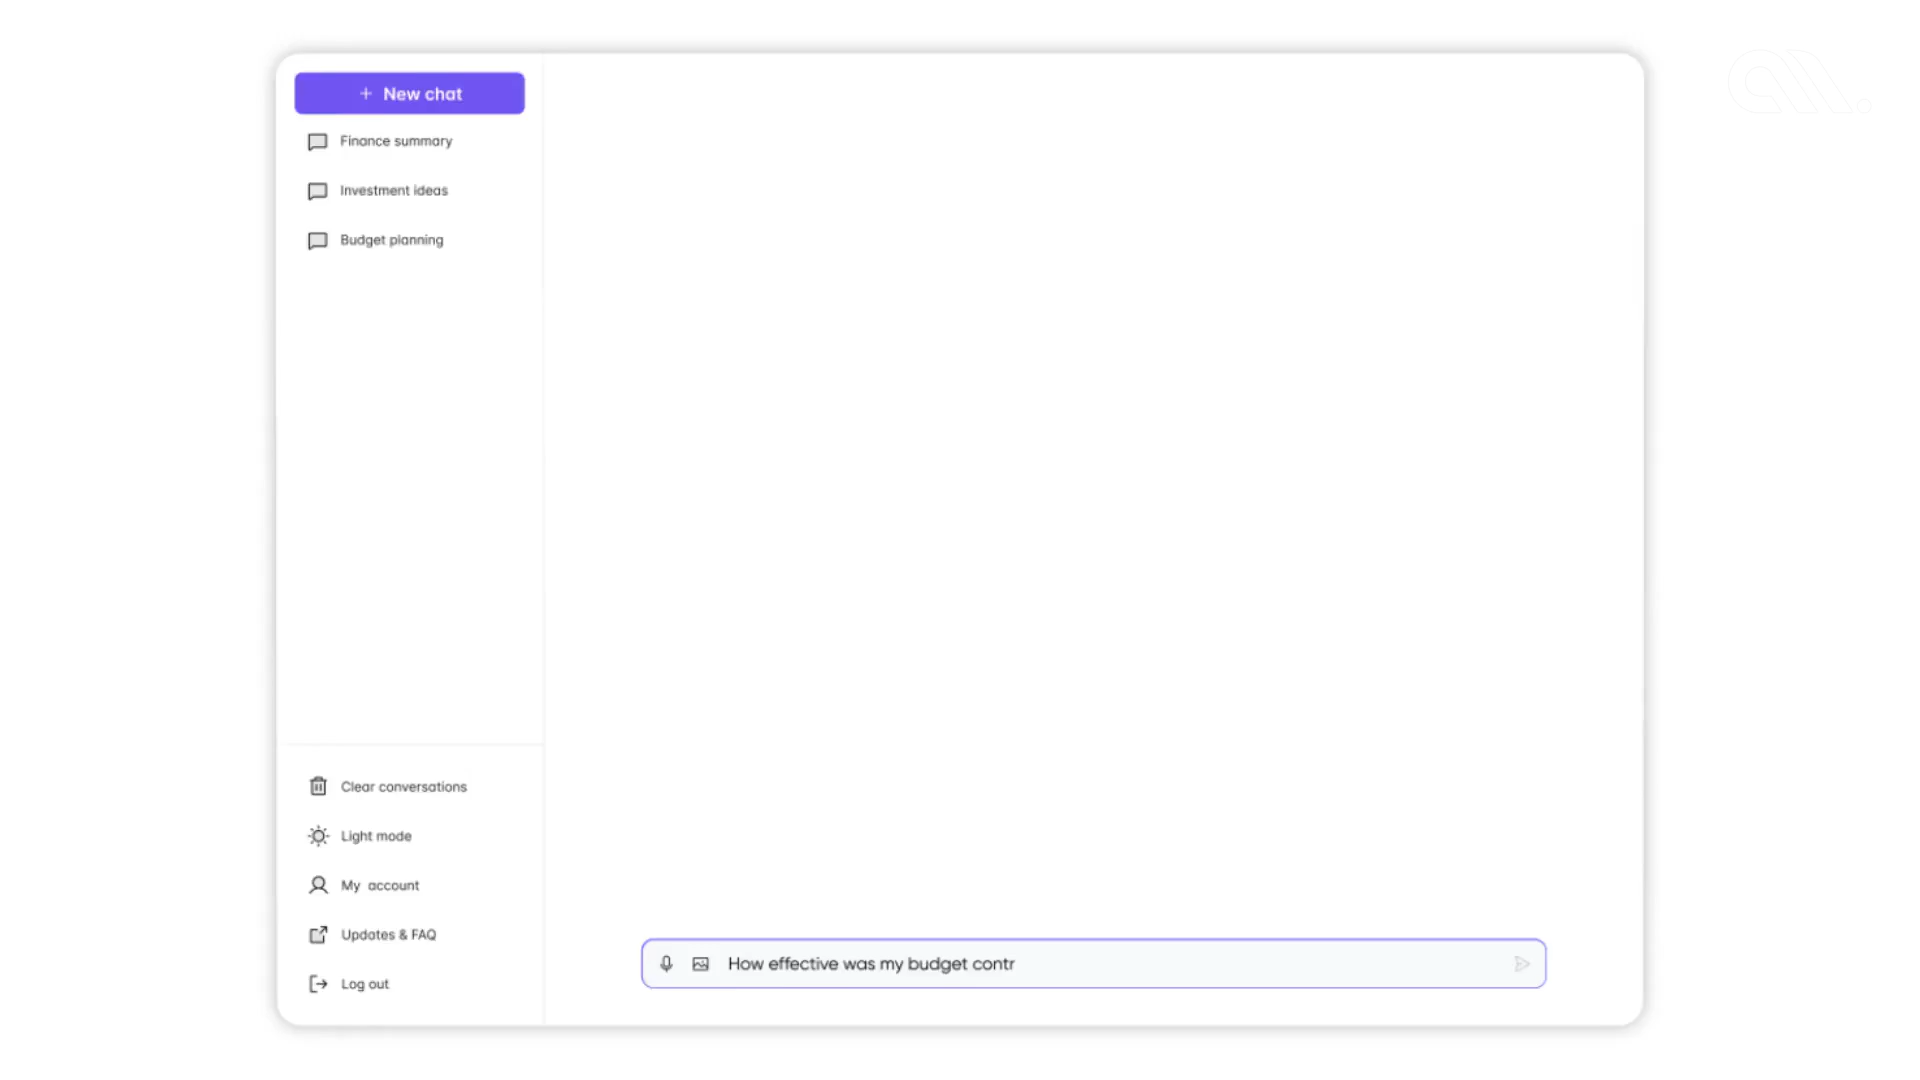 + New chat
Finance summary
Investment ideas
Budget planning
Clear conversations
Light mode
My account
Updates & FAQ
Log out
How effective was my budget contr